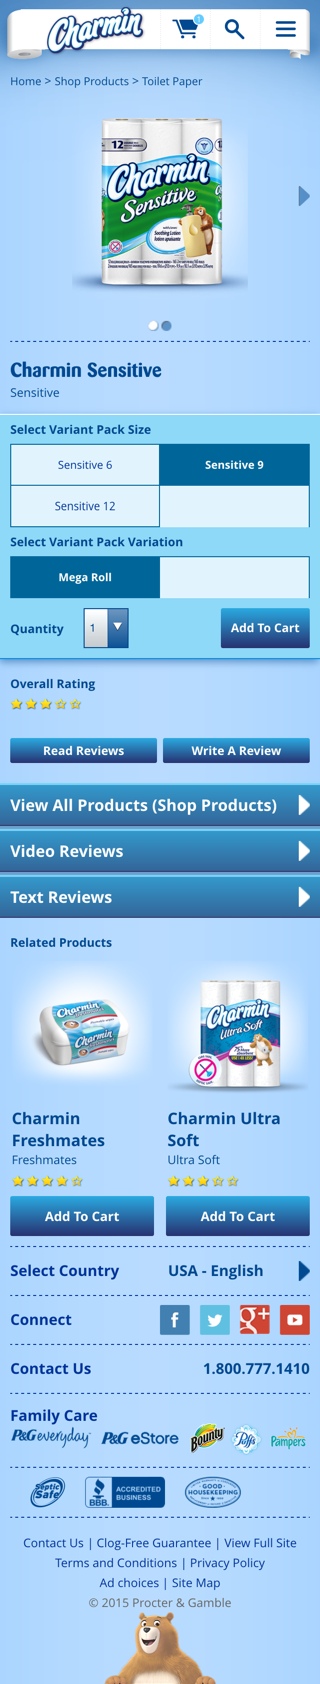 Charmin
1
Home > Shop Products > Toilet Paper
12
Charmin
Sensitive
Soothing Lotion
lotion apaisante
Charmin Sensitive
Sensitive
Select Variant Pack Size
Sensitive 6
Sensitive 9
Sensitive 12
Select Variant Pack Variation
Mega Roll
Quantity
1
Add To Cart
Overall Rating
Read Reviews
Write A Review
View All Products (Shop Products)
Video Reviews
Text Reviews
Related Products
Charmin
Freshmates
Charmin
Ultra Soft
Charmin
Freshmates
Freshmates
Charmin Ultra
Soft
Ultra Soft
Add To Cart
Add To Cart
Select Country
USA - English
Connect
f
g+
Contact Us
1.800.777.1410
Family Care
P&G everyday
P&G eStore
Bounty
Puffs
Pampers
Septic Safe
BBB
ACCREDITED
BUSINESS
GOOD
HOUSEKEEPING
Contact Us | Clog-Free Guarantee | View Full Site
Terms and Conditions | Privacy Policy
Ad choices | Site Map
© 2015 Procter & Gamble